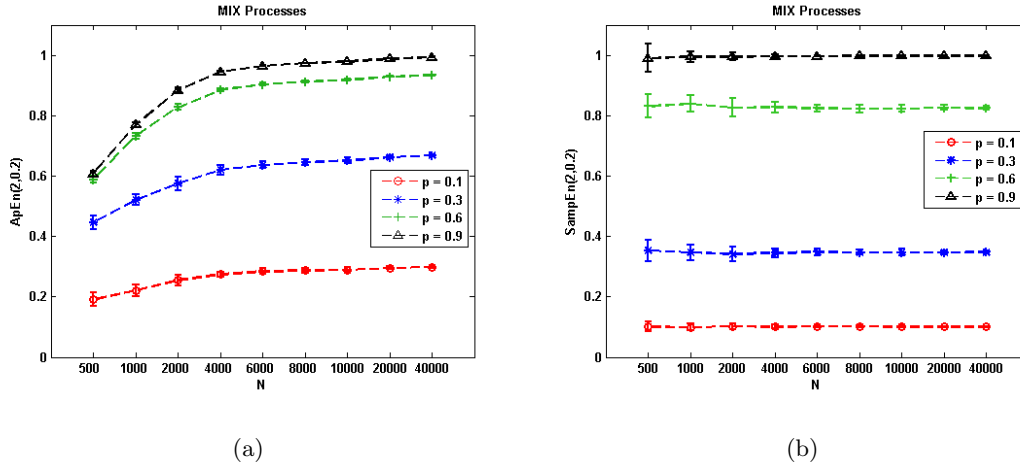 MIX Processes
ApEn(2,0.2)
1
0.8
0.6
0.4
0.2
0
500 1000 2000 4000 6000 8000 10000 20000 40000
N
p = 0.1
p = 0.3
p = 0.6
p = 0.9
(a)
MIX Processes
SampEn(2,0.2)
1
0.8
0.6
0.4
0.2
0
500 1000 2000 4000 6000 8000 10000 20000 40000
N
p = 0.1
p = 0.3
p = 0.6
p = 0.9
(b)